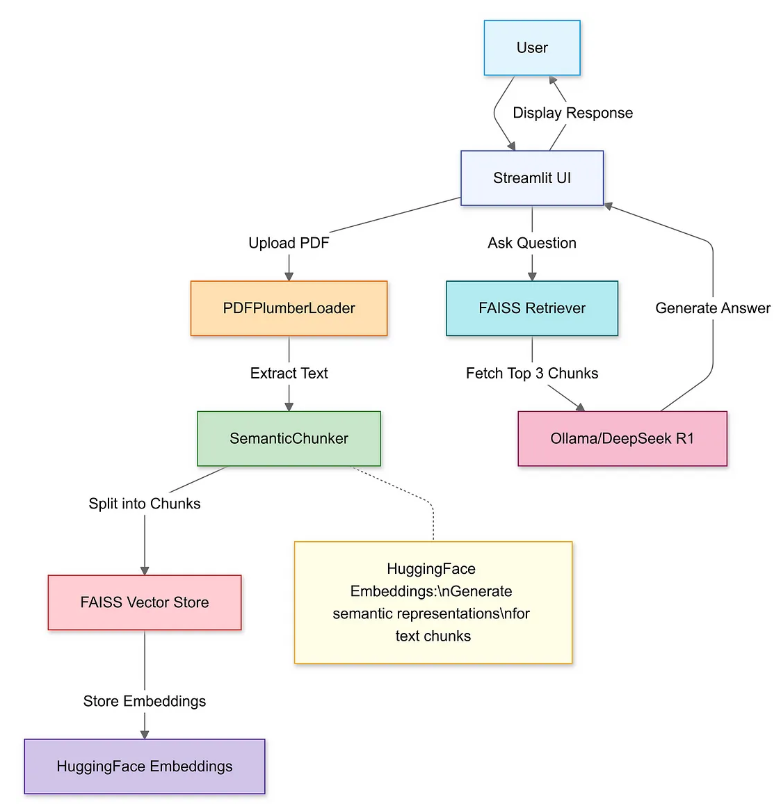 User
Display Response
Streamlit UI
Upload PDF
Ask Question
PDFPlumberLoader
FAISS Retriever
Generate Answer
Extract Text
Fetch Top 3 Chunks
SemanticChunker
Ollama/DeepSeek R1
Split into Chunks
HuggingFace
Embeddings:\nGenerate
semantic representations\nfor
text chunks
FAISS Vector Store
Store Embeddings
HuggingFace Embeddings